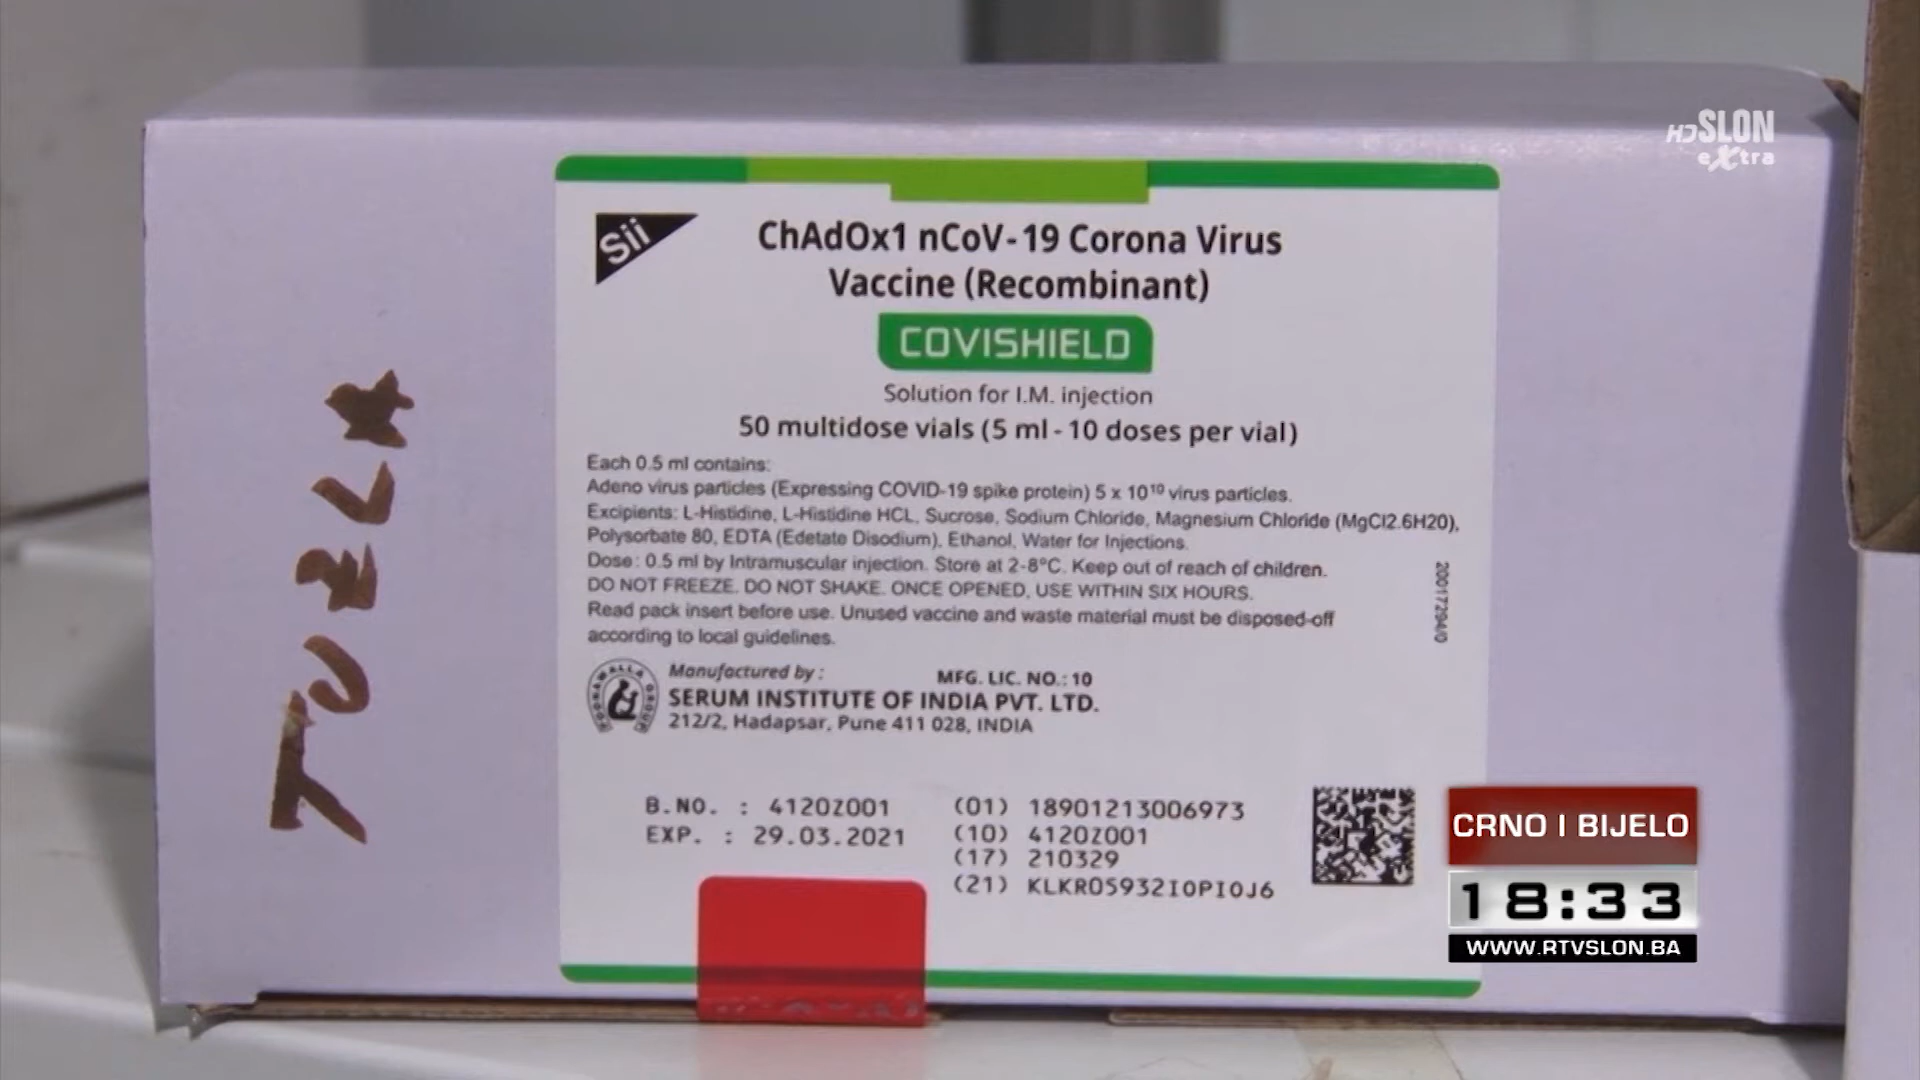 HD SLON
eXtra
TUZLA
Sii
ChAdOx1 nCoV-19 Corona Virus
Vaccine (Recombinant)
COVISHIELD
Solution for I.M. injection
50 multidose vials (5 ml - 10 doses per vial)
Each 0.5 ml contains:
Adeno virus particles (Expressing COVID-19 spike protein) 5 x 10¹⁰ virus particles.
Excipients: L-Histidine, L-Histidine HCL, Sucrose, Sodium Chloride, Magnesium Chloride (MgCl2.6H20),
Polysorbate 80, EDTA (Edetate Disodium), Ethanol, Water for Injections.
Dose: 0.5 ml by Intramuscular injection. Store at 2-8°C. Keep out of reach of children.
DO NOT FREEZE. DO NOT SHAKE. ONCE OPENED, USE WITHIN SIX HOURS.
Read pack insert before use. Unused vaccine and waste material must be disposed-off
according to local guidelines.
20017294/0
POONAWALLA GROUP
Manufactured by :
MFG. LIC. NO.: 10
SERUM INSTITUTE OF INDIA PVT. LTD.
212/2, Hadapsar, Pune 411 028, INDIA
B.NO. : 4120Z001
EXP. : 29.03.2021
(01) 18901213006973
(10) 4120Z001
(17) 210329
(21) KLKR05932I0PI0J6
CRNO I BIJELO
18:33
WWW.RTVSLON.BA